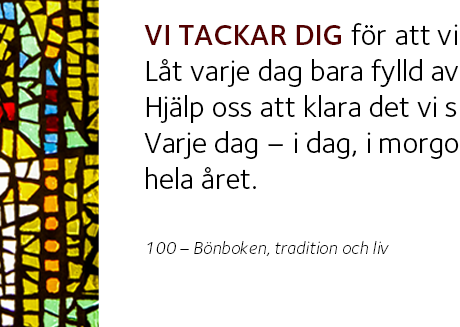 VI TACKAR DIG för att vi
Låt varje dag bara fylld av
Hjälp oss att klara det vi s
Varje dag – i dag, i morgo
hela året.
100 – Bönboken, tradition och liv